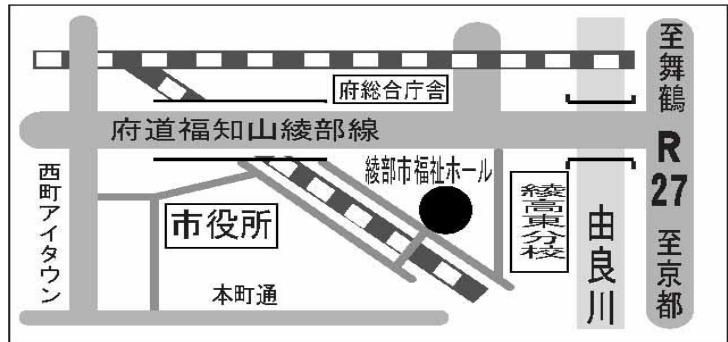 府総合庁舎
至舞鶴
府道福知山綾部線
R
27
綾部市福祉ホール
西町アイタウン
市役所
綾高東分校
由良川
至京都
本町通